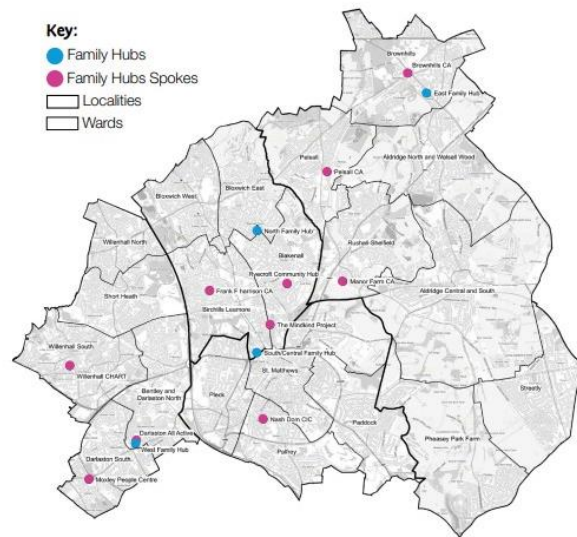 Key:
Family Hubs
Family Hubs Spokes
Localities
Wards
Brownhills
Brownhills CA
East Family Hub
Pelsall
Pelsall CA
Aldridge North and Walsall Wood
Bloxwich East
Bloxwich West
Willenhall North
North Family Hub
Blakenall
Rushall-Shelfield
Ryecroft Community Hub
Manor Farm CA
Frank F harrison CA
Aldridge Central and South
Short Heath
Birchills Leamore
The Mindkind Project
Willenhall South
Willenhall CHART
South/Central Family Hub
St. Matthews
Bentley and
Darlaston North
Pleck
Paddock
Streetly
Nash Dom CIC
Pheasey Park Farm
Darlaston All Active
West Family Hub
Palfrey
Darlaston South
Moxley People Centre